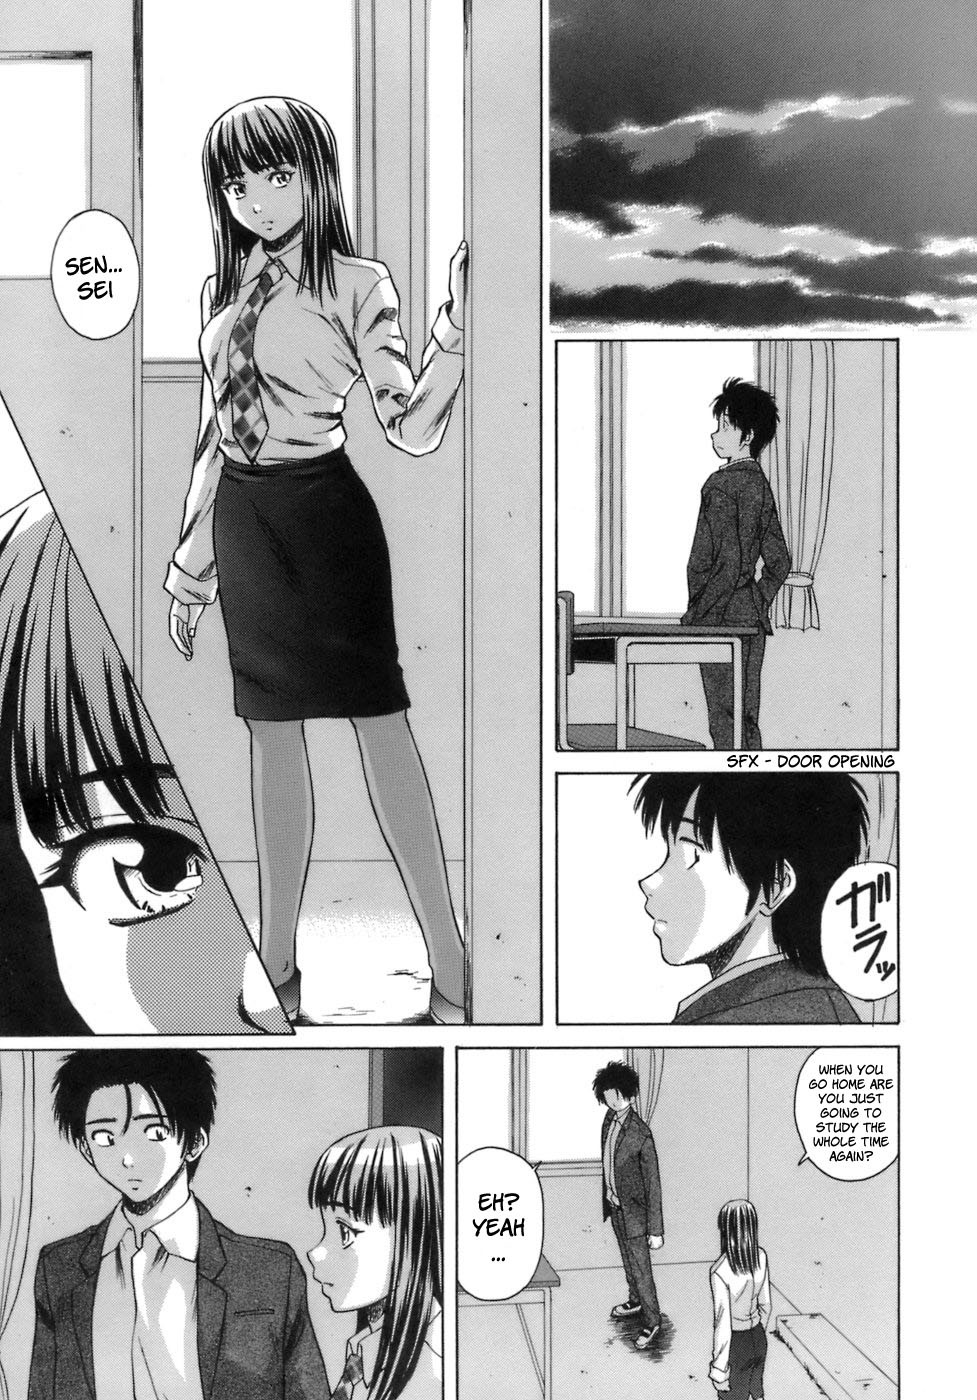 ガラッ
SFX - DOOR OPENING
SEN...
SEI
WHEN YOU
GO HOME ARE
YOU JUST
GOING TO
STUDY THE
WHOLE TIME
AGAIN?
EH?
YEAH
...